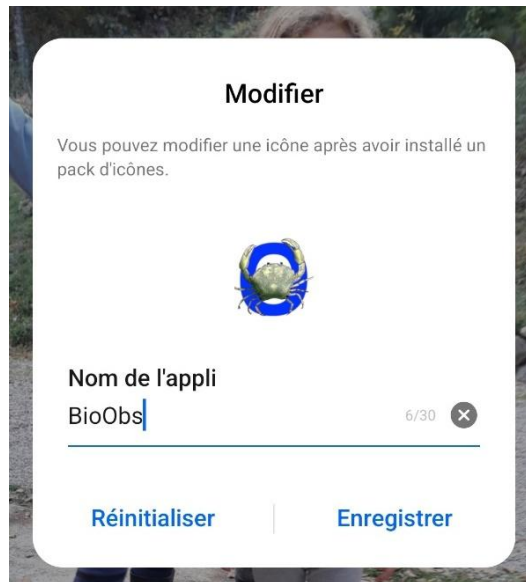 Modifier
Vous pouvez modifier une icône après avoir installé un
pack d'icônes.
Nom de l'appli
BioObs
6/30
Réinitialiser
Enregistrer